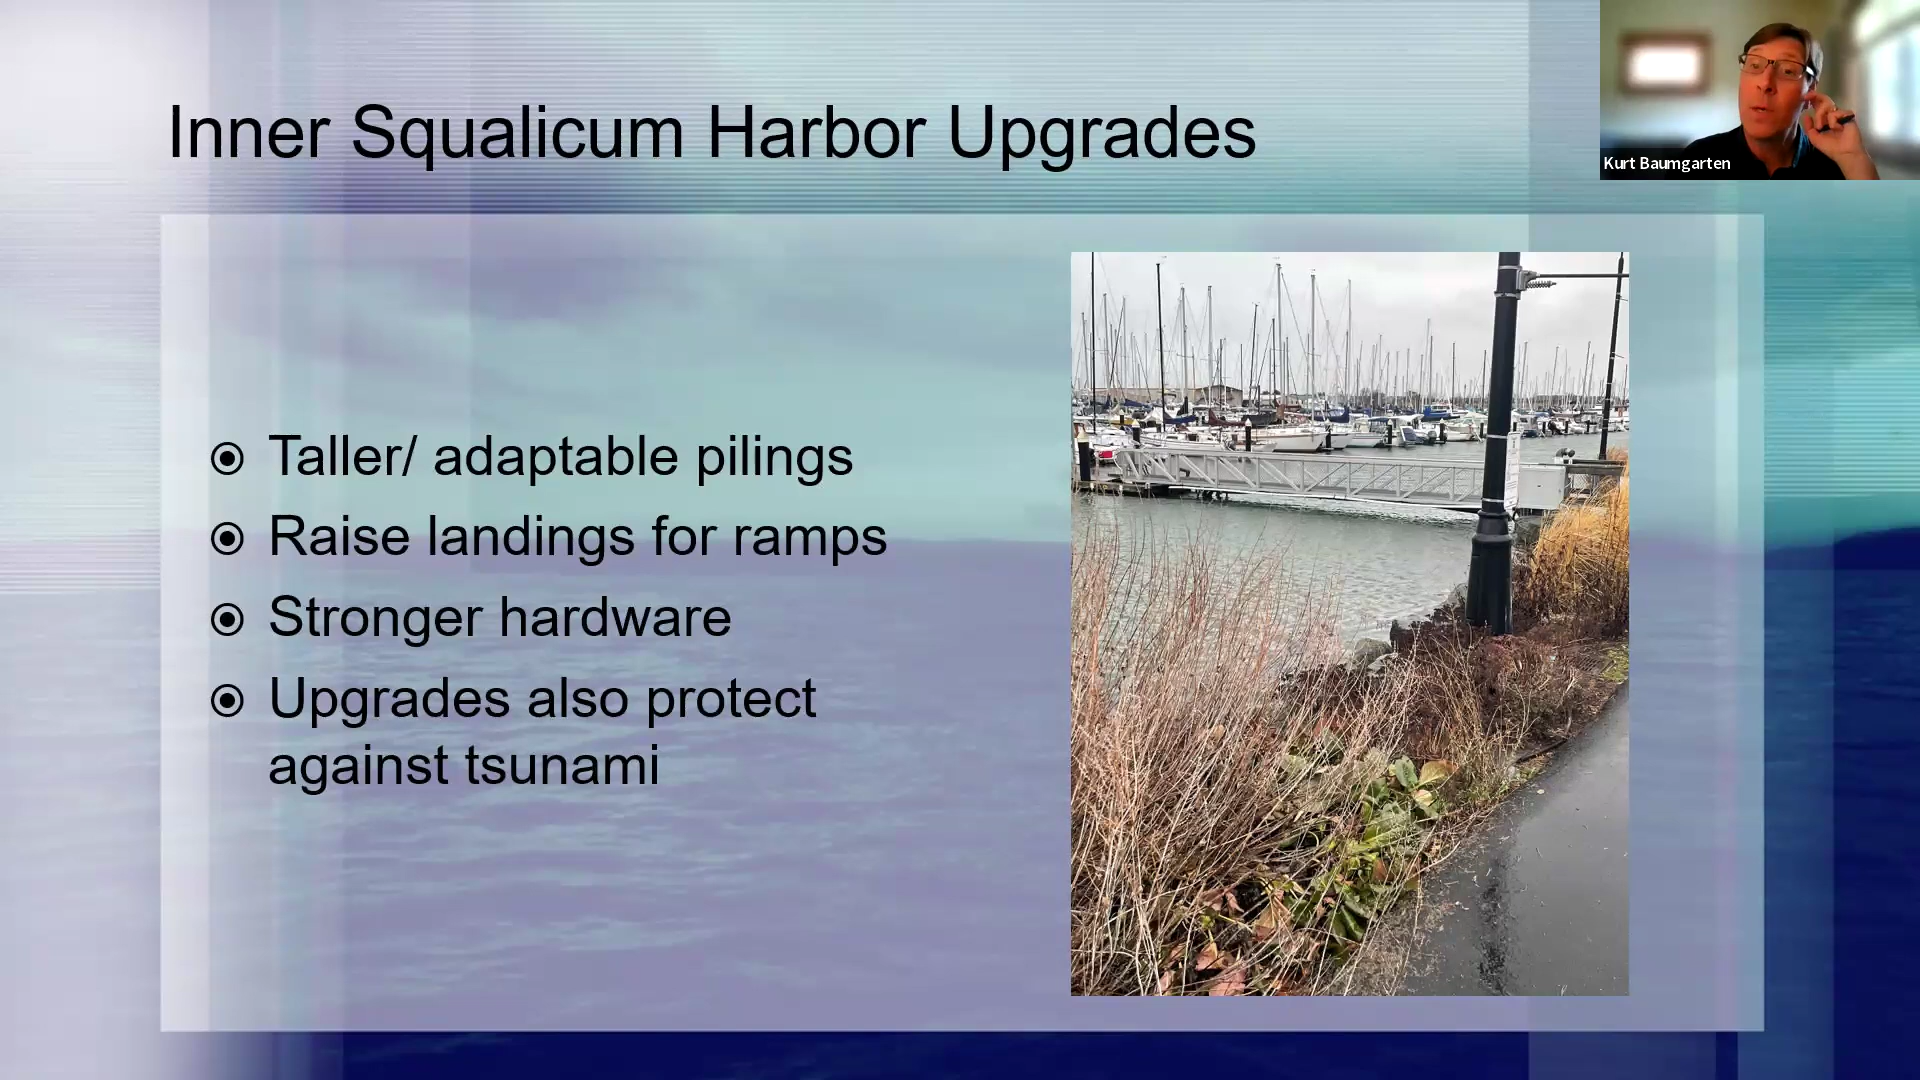 Inner Squalicum Harbor Upgrades
Kurt Baumgarten
Taller/ adaptable pilings
Raise landings for ramps
Stronger hardware
Upgrades also protect
against tsunami